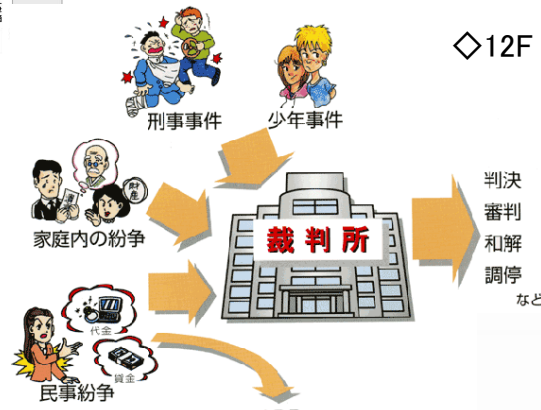 ◇12F
刑事事件
少年事件
財産
家庭内の紛争
裁判所
判決
審判
和解
調停
など
代金
賃金
民事紛争